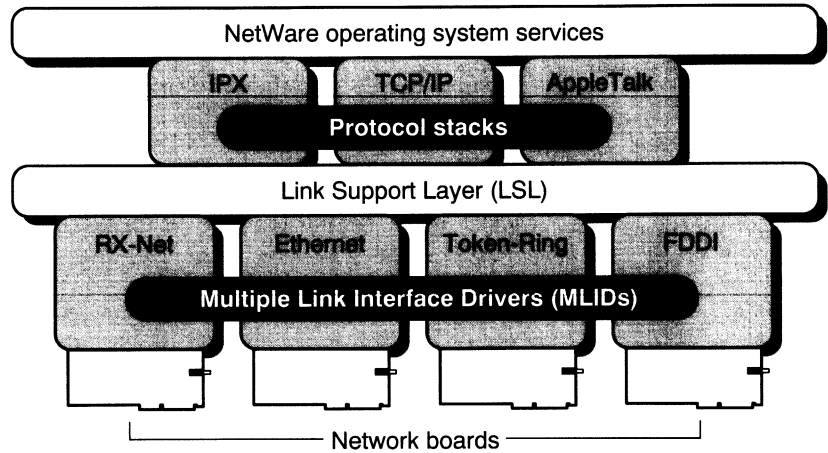 NetWare operating system services
IPX TCP/IP AppleTalk
Protocol stacks
Link Support Layer (LSL)
RX-Net Ethernet Token-Ring FDDI
Multiple Link Interface Drivers (MLIDs)
Network boards